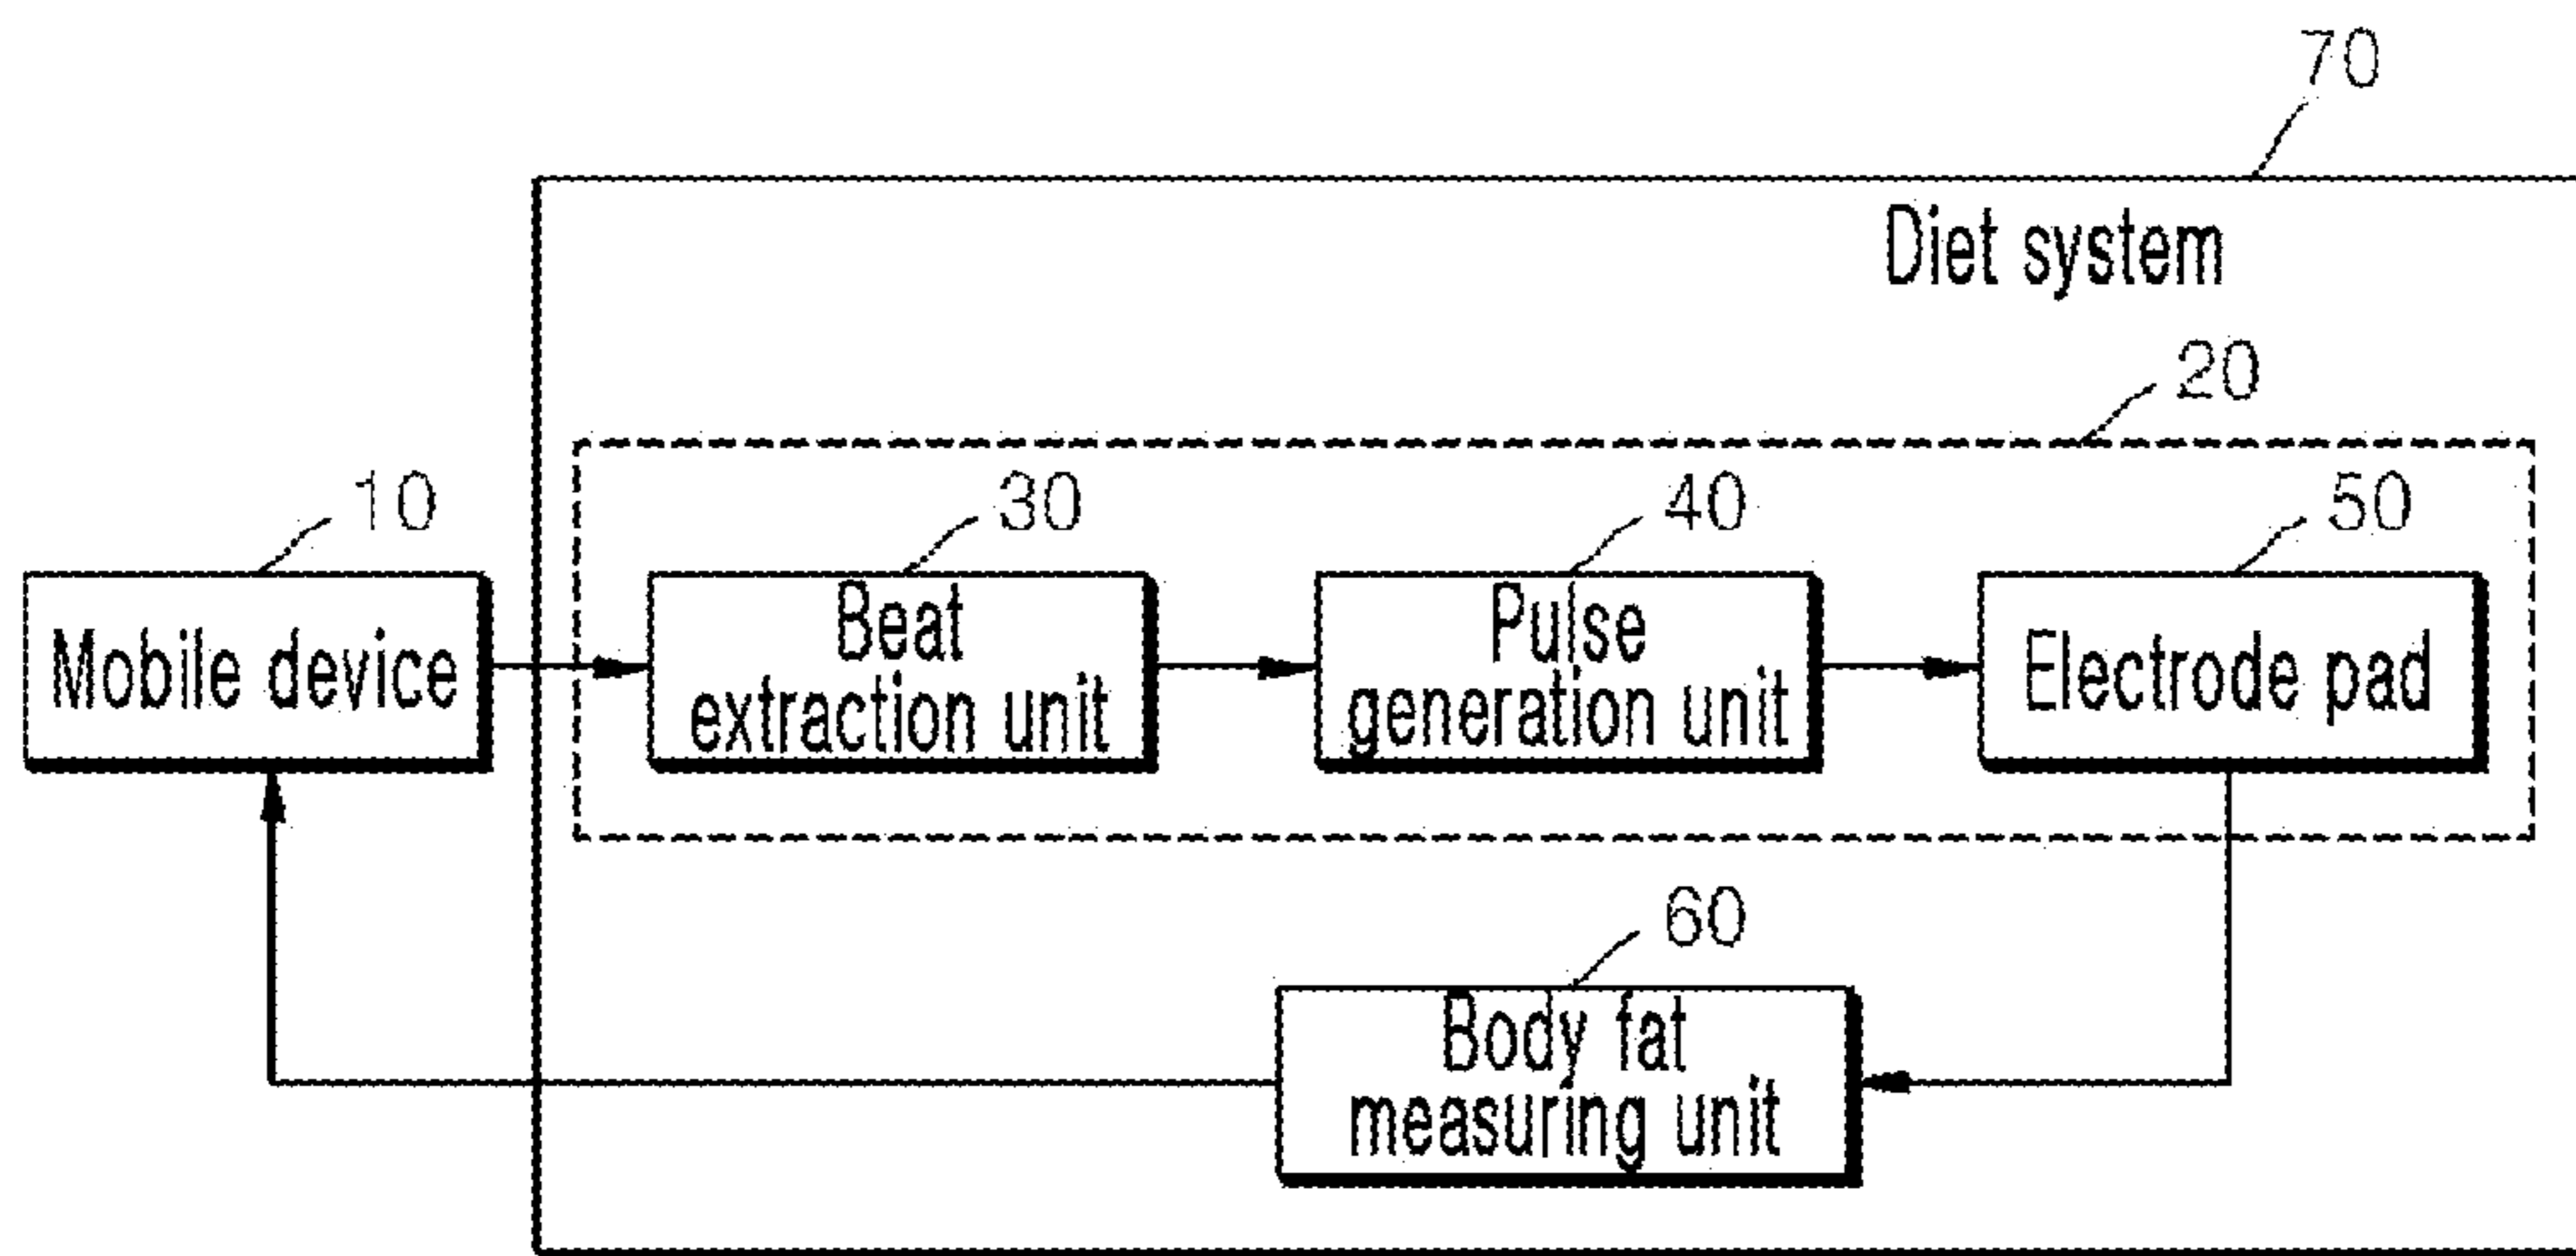 70
Diet system
20
10
30
40
50
Mobile device
Beat
extraction unit
Pulse
generation unit
Electrode pad
60
Body fat
measuring unit